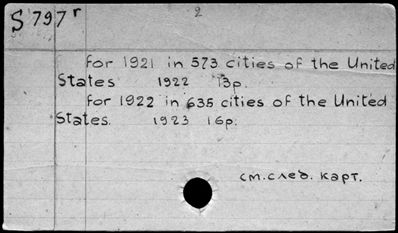 S 797 r
2
for 1921 in 573 cities of the United
States 1922 13p.
for 1922 in 635 cities of the United
States. 1923 16p.
см. след. карт.